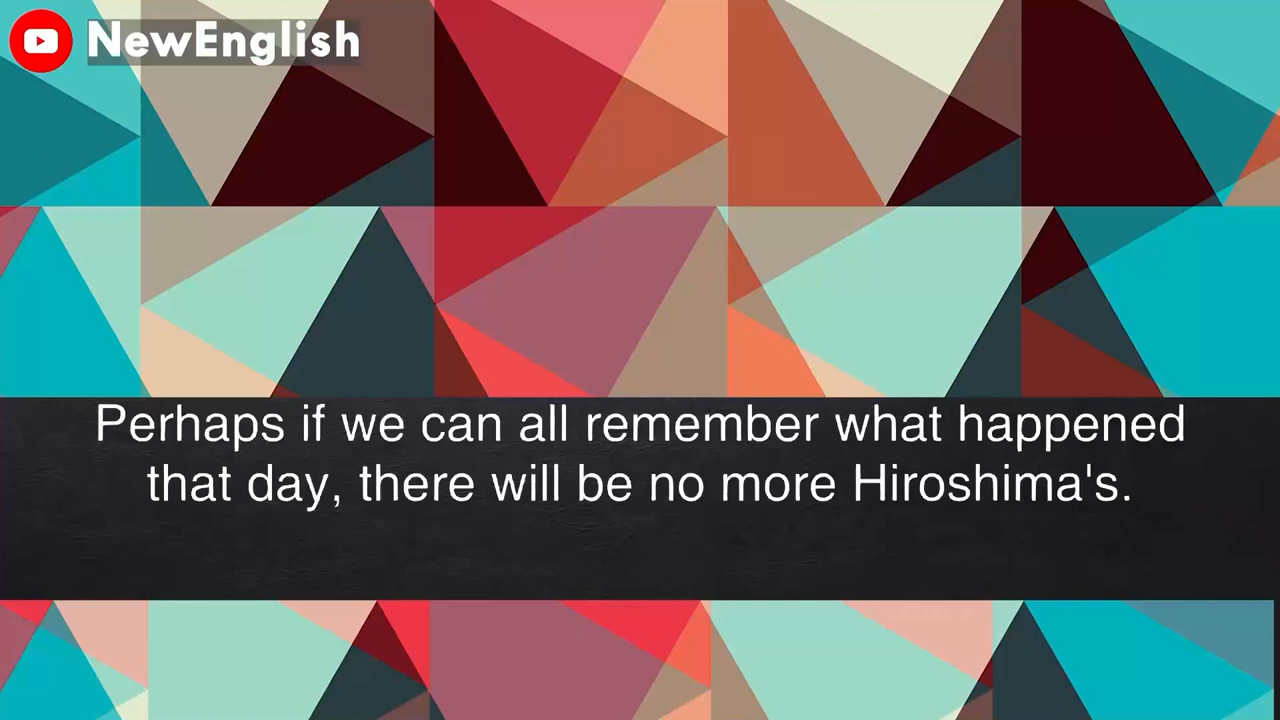 NewEnglish
Perhaps if we can all remember what happened
that day, there will be no more Hiroshima's.